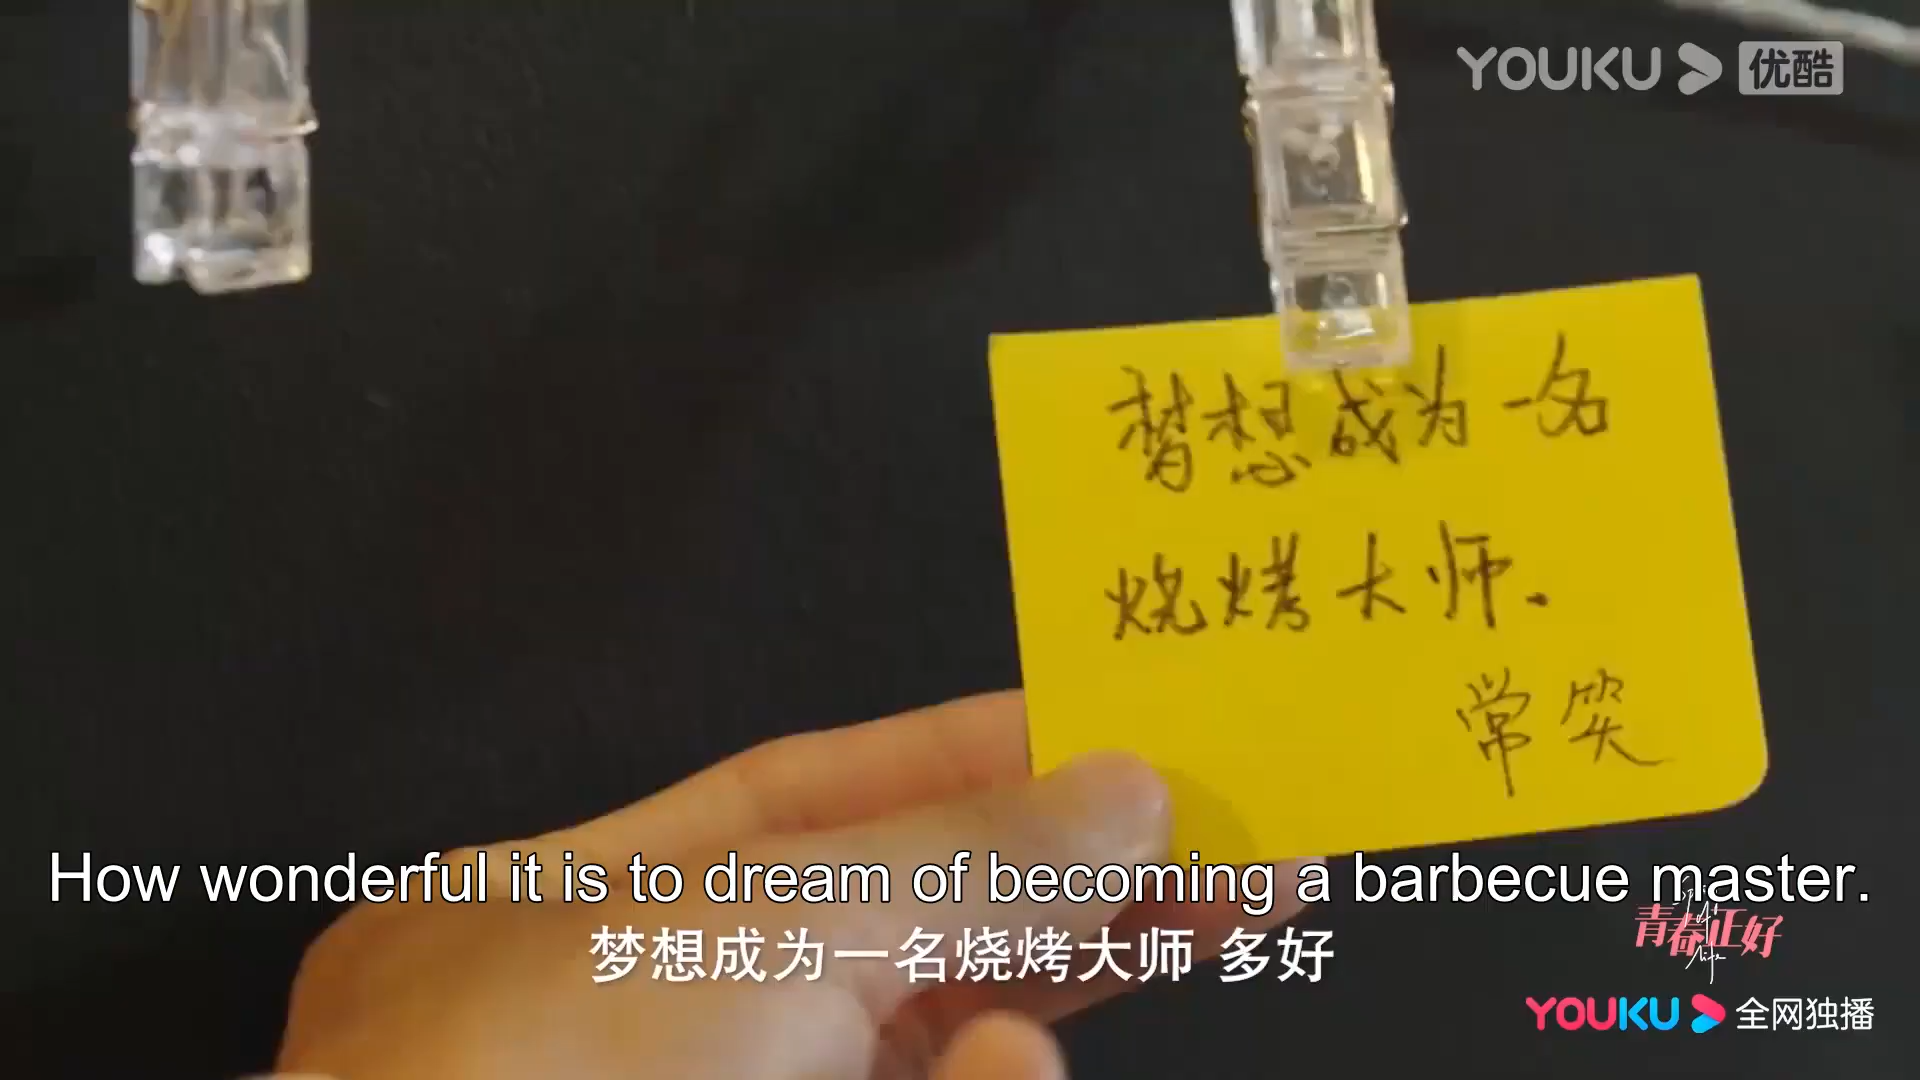 YOUKU 优酷
梦想成为一名
烧烤大师.
常笑
How wonderful it is to dream of becoming a barbecue master.
梦想成为一名烧烤大师 多好
青春正好
YOUKU 全网独播